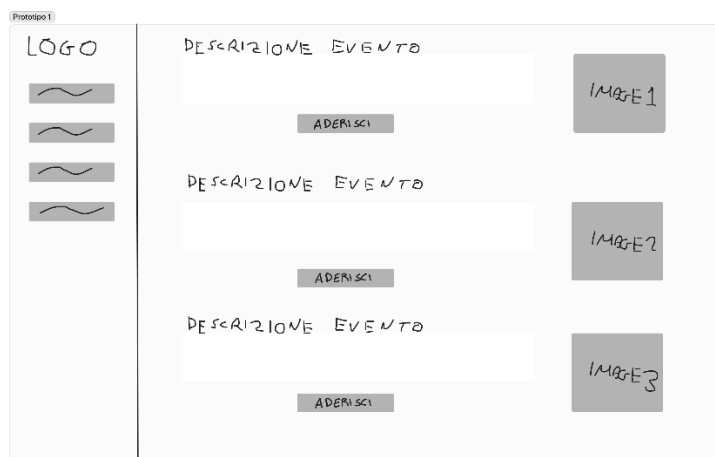 Prototipo 1
LOGO
DESCRIZIONE EVENTO
ADERISCI
IMAGE1
DESCRIZIONE EVENTO
ADERISCI
IMAGE2
DESCRIZIONE EVENTO
ADERISCI
IMAGE3